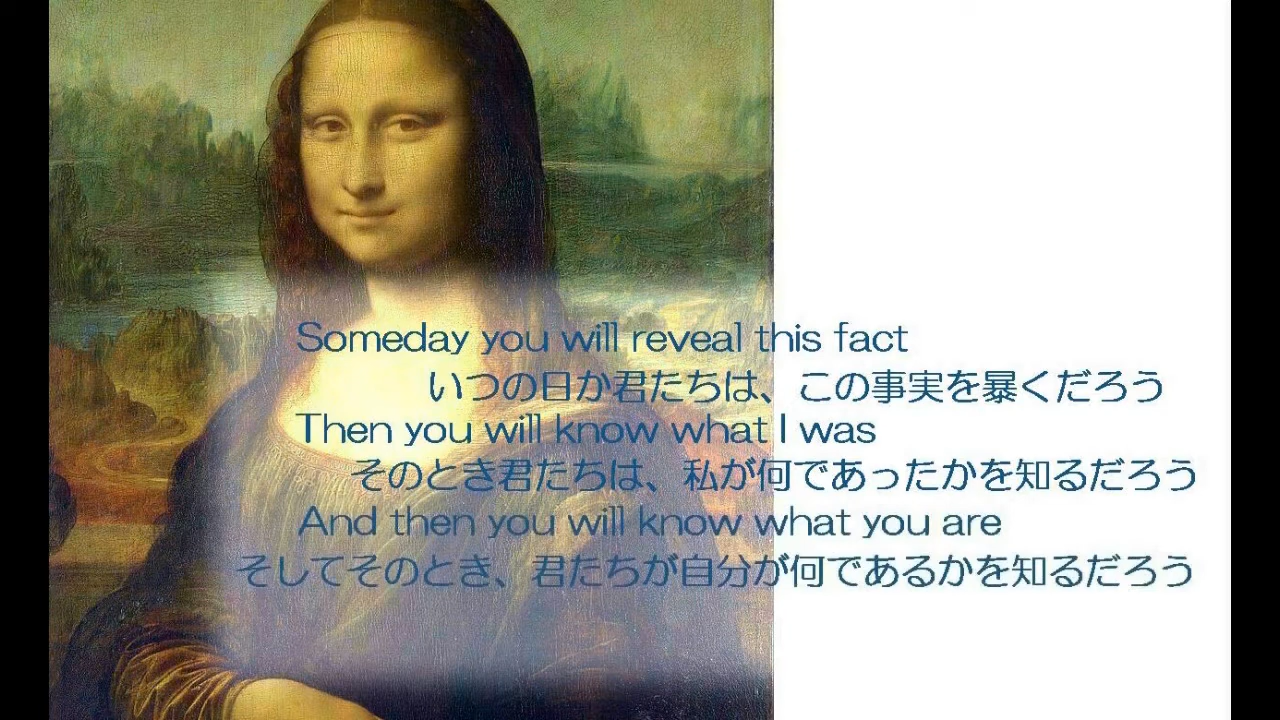 Someday you will reveal this fact
いつの日か君たちは、この事実を暴くだろう
Then you will know what I was
そのとき君たちは、私が何であったかを知るだろう
And then you will know what you are
そしてそのとき、君たちが自分が何であるかを知るだろう